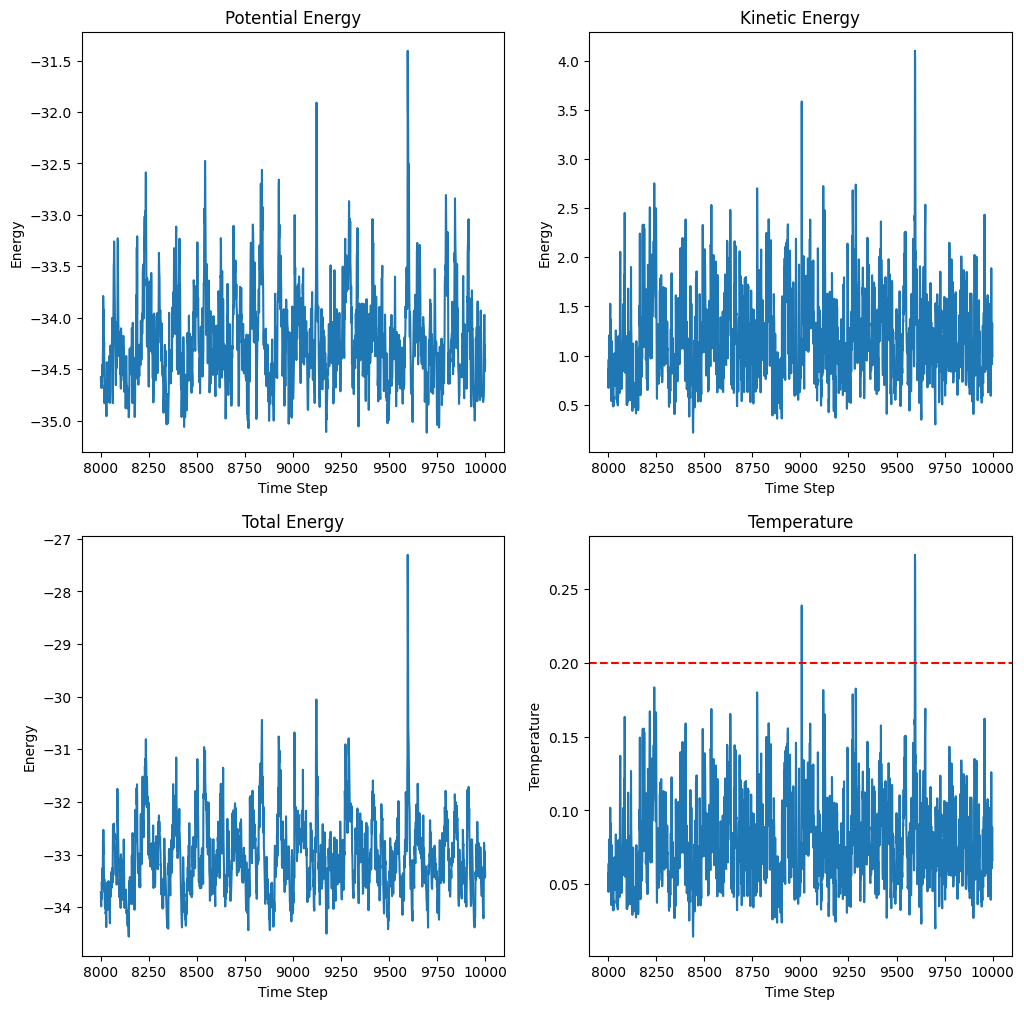 Potential Energy
Energy
−31.5
−32.0
−32.5
−33.0
−33.5
−34.0
−34.5
−35.0
8000 8250 8500 8750 9000 9250 9500 9750 10000
Time Step
Kinetic Energy
Energy
4.0
3.5
3.0
2.5
2.0
1.5
1.0
0.5
8000 8250 8500 8750 9000 9250 9500 9750 10000
Time Step
Total Energy
Energy
−27
−28
−29
−30
−31
−32
−33
−34
8000 8250 8500 8750 9000 9250 9500 9750 10000
Time Step
Temperature
Temperature
0.25
0.20
0.15
0.10
0.05
8000 8250 8500 8750 9000 9250 9500 9750 10000
Time Step